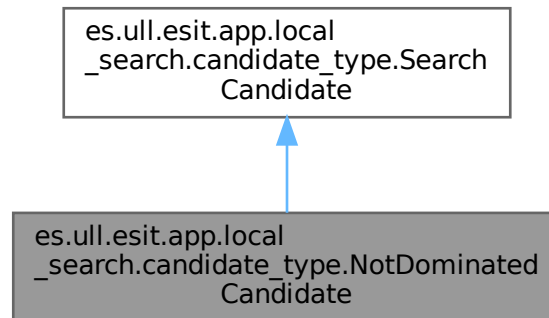 es.ull.esit.app.local
_search.candidate_type.Search
Candidate
es.ull.esit.app.local
_search.candidate_type.NotDominated
Candidate